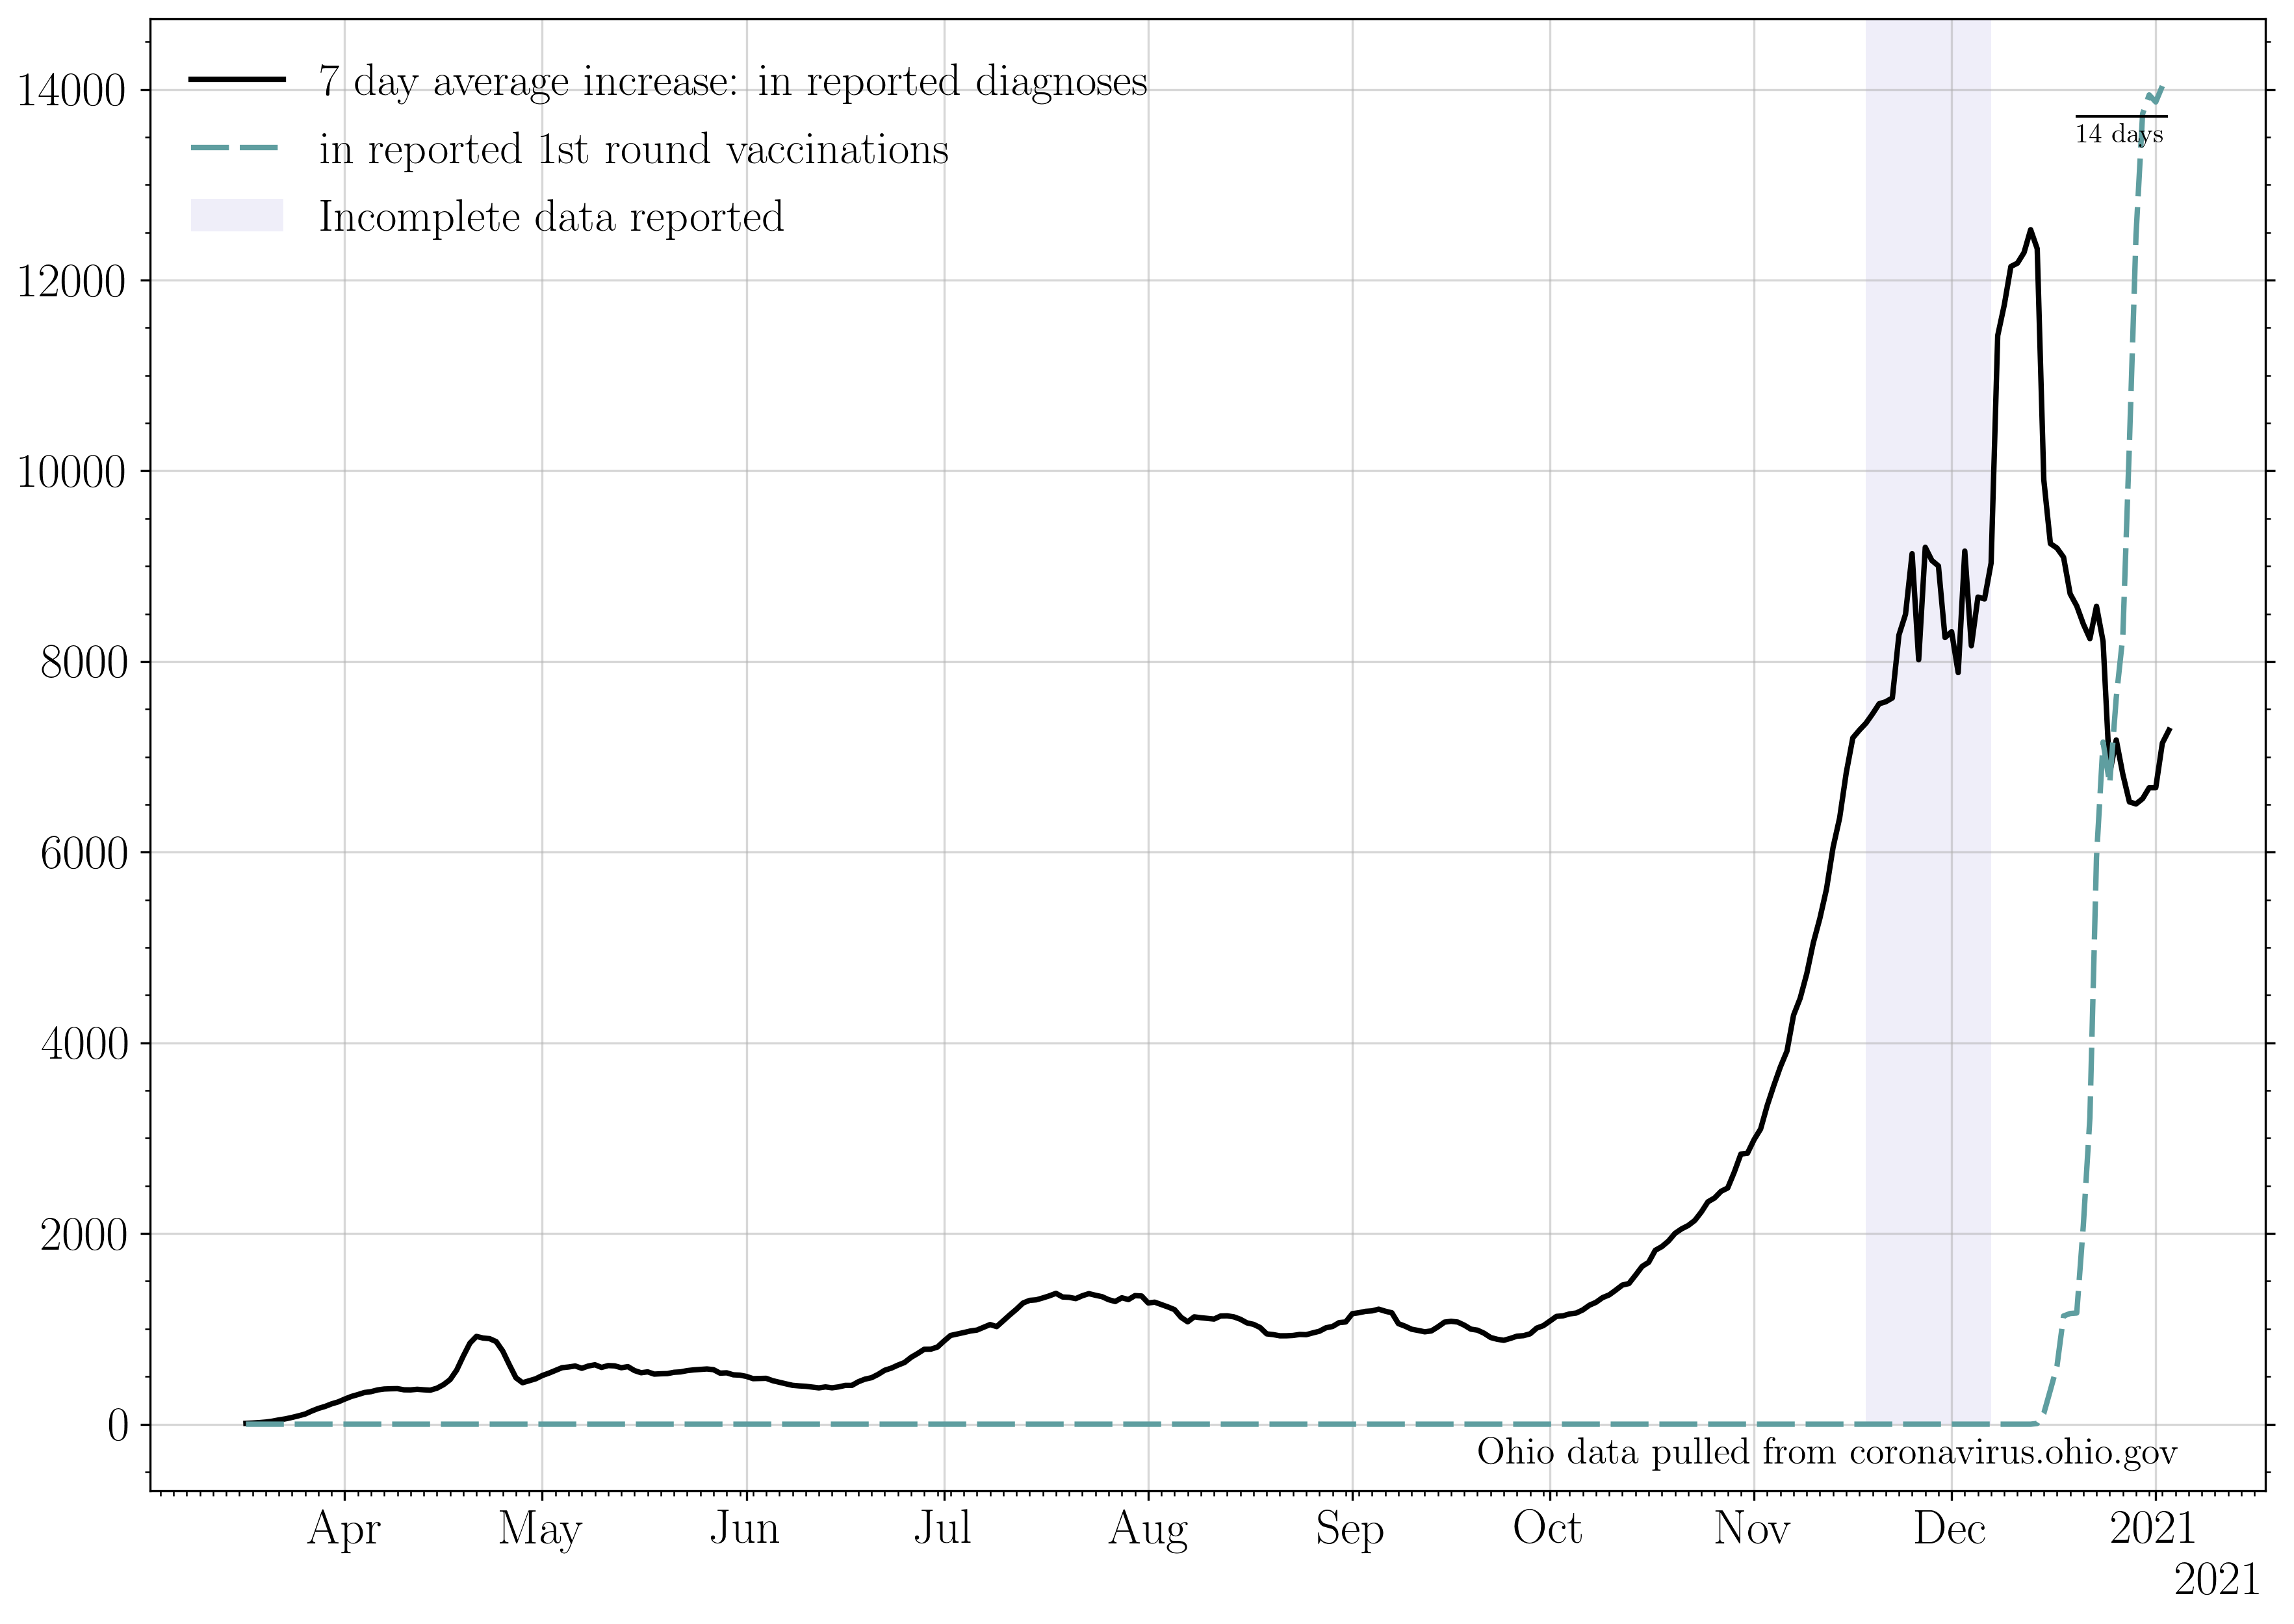 7 day average increase: in reported diagnoses
in reported 1st round vaccinations
Incomplete data reported
14 days
14000
12000
10000
8000
6000
4000
2000
0
Ohio data pulled from coronavirus.ohio.gov
Apr May Jun Jul Aug Sep Oct Nov Dec 2021
2021